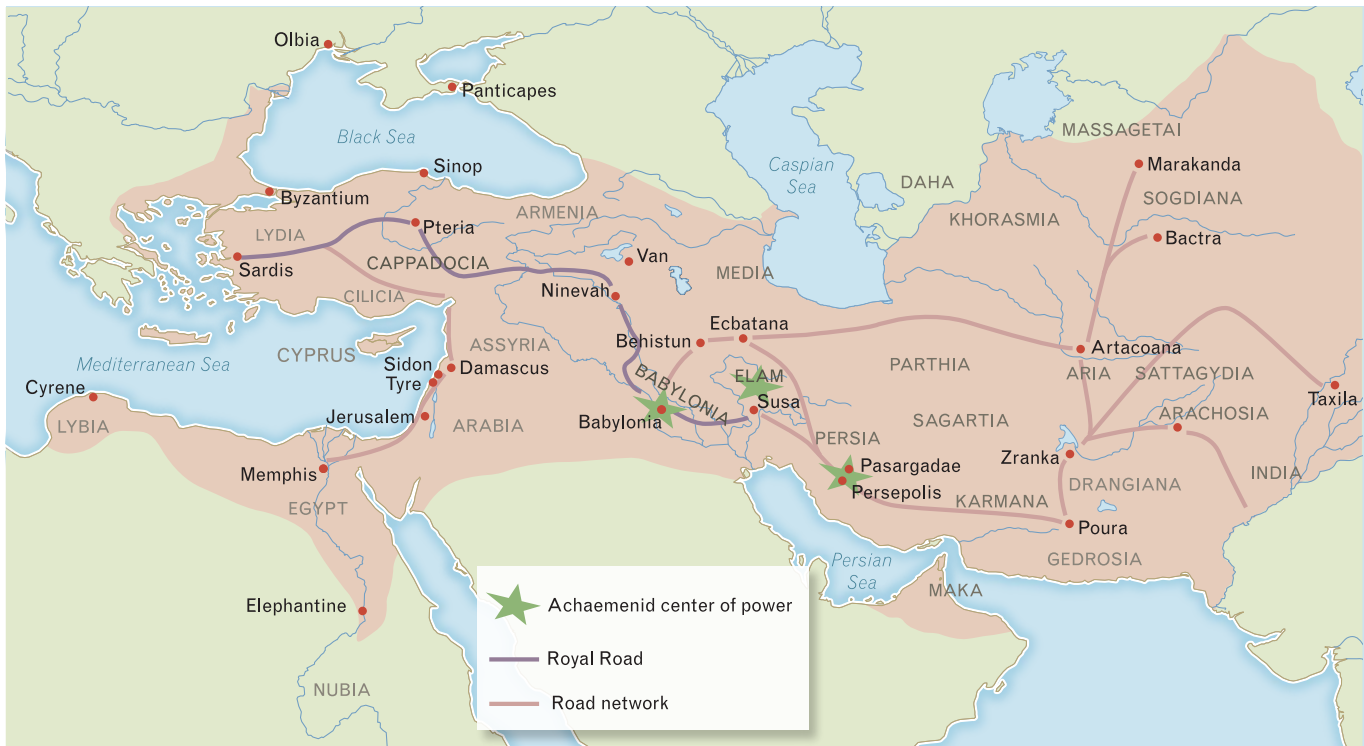 Olbia
Panticapes
Black Sea
Caspian
Sea
MASSAGETAI
Marakanda
Sinop
DAHA
SOGDIANA
Byzantium
ARMENIA
KHORASMIA
Pteria
LYDIA
Bactra
Sardis
CAPPADOCIA
Van
MEDIA
CILICIA
Ninevah
Ecbatana
Behistun
ASSYRIA
Artacoana
CYPRUS
Mediterranean Sea
Sidon
Tyre
Damascus
PARTHIA
ARIA
SATTAGYDIA
BABYLONIA
ELAM
Cyrene
Susa
Taxila
Jerusalem
LYBIA
ARABIA
Babylonia
SAGARTIA
ARACHOSIA
PERSIA
Memphis
Pasargadae
Persepolis
Zranka
INDIA
EGYPT
KARMANA
DRANGIANA
Poura
Persian
Sea
GEDROSIA
MAKA
Elephantine
NUBIA
Achaemenid center of power
Royal Road
Road network